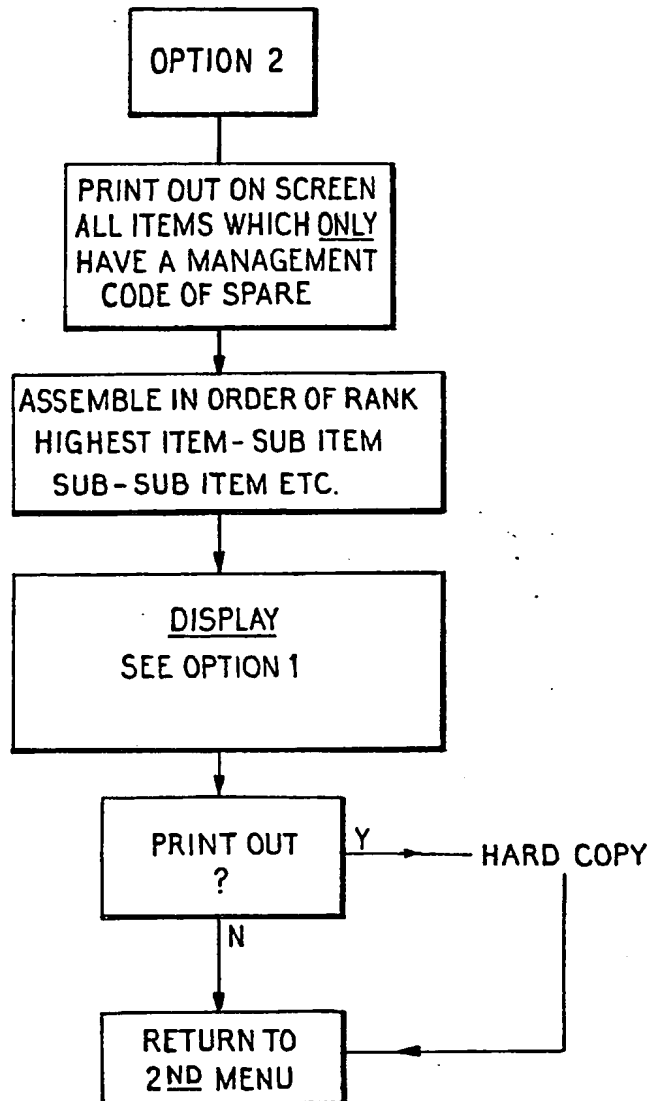 OPTION 2
PRINT OUT ON SCREEN
ALL ITEMS WHICH ONLY
HAVE A MANAGEMENT
CODE OF SPARE
ASSEMBLE IN ORDER OF RANK
HIGHEST ITEM - SUB ITEM
SUB - SUB ITEM ETC.
DISPLAY
SEE OPTION 1
PRINT OUT
?
Y
HARD COPY
N
RETURN TO
2ND MENU